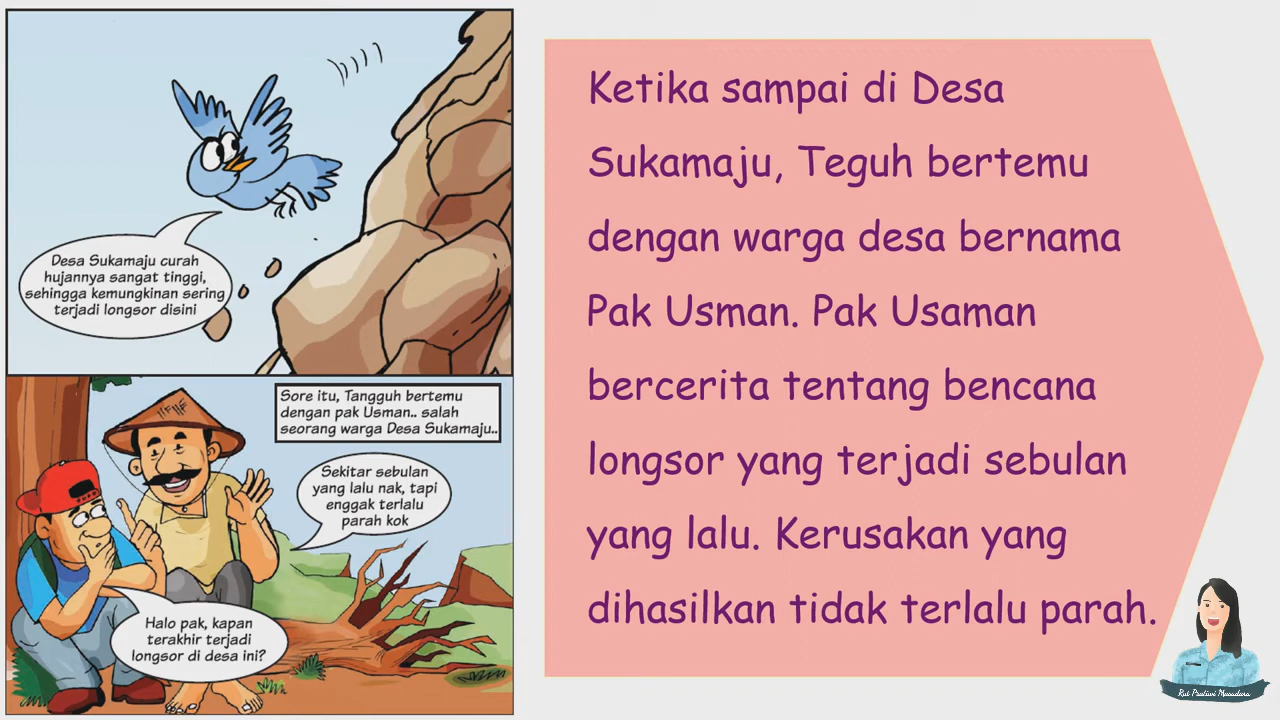 Desa Sukamaju curah
hujannya sangat tinggi,
sehingga kemungkinan sering
terjadi longsor disini
Sore itu, Tangguh bertemu
dengan pak Usman.. salah
seorang warga Desa Sukamaju..
Sekitar sebulan
yang lalu nak, tapi
enggak terlalu
parah kok
Halo pak, kapan
terakhir terjadi
longsor di desa ini?
Ketika sampai di Desa
Sukamaju, Teguh bertemu
dengan warga desa bernama
Pak Usman. Pak Usaman
bercerita tentang bencana
longsor yang terjadi sebulan
yang lalu. Kerusakan yang
dihasilkan tidak terlalu parah.
Rut Pratiwi